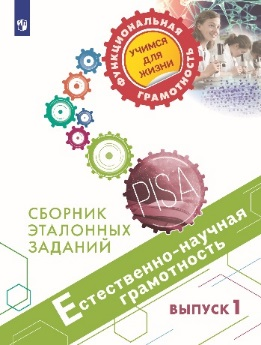 ФУНКЦИОНАЛЬНАЯ
УЧИМСЯ
ДЛЯ
ЖИЗНИ
ГРАМОТНОСТЬ
PISA
СБОРНИК
ЭТАЛОННЫХ
ЗАДАНИЙ
Естественно-научная
грамотность
ВЫПУСК 1